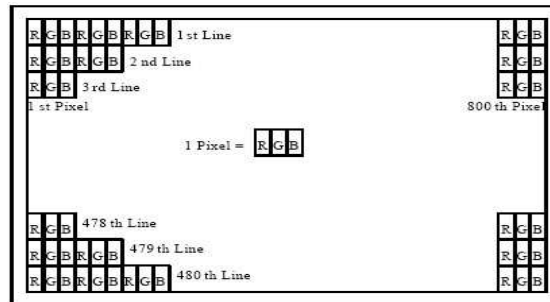 R G B R G B R G B 1 st Line R G B
R G B R G B 2 nd Line R G B
R G B 3 rd Line R G B
1 st Pixel 800 th Pixel
1 Pixel = R G B
R G B 478 th Line R G B
R G B R G B 479 th Line R G B
R G B R G B R G B 480 th Line R G B